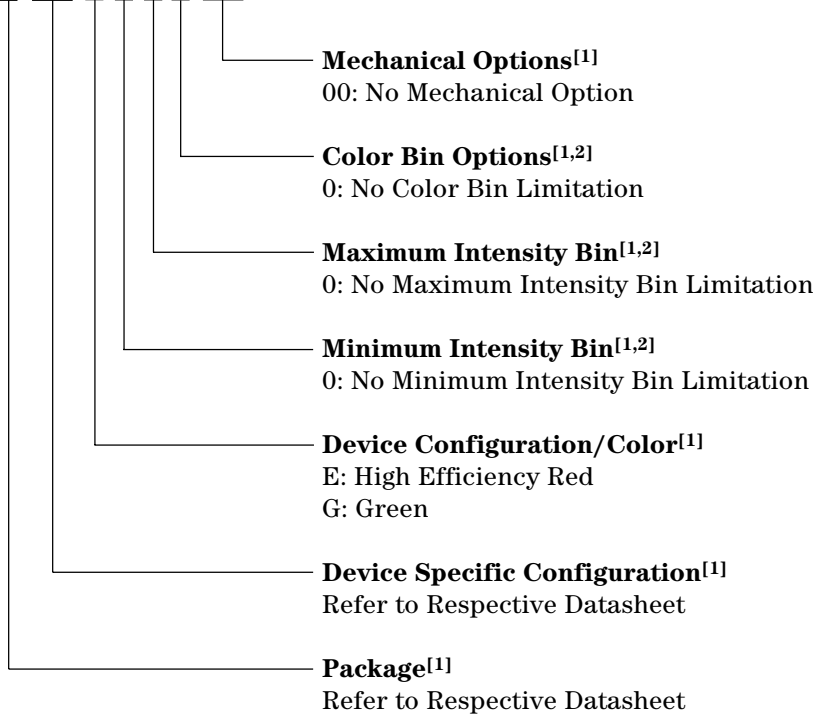 Mechanical Options[1]
00: No Mechanical Option
Color Bin Options[1,2]
0: No Color Bin Limitation
Maximum Intensity Bin[1,2]
0: No Maximum Intensity Bin Limitation
Minimum Intensity Bin[1,2]
0: No Minimum Intensity Bin Limitation
Device Configuration/Color[1]
E: High Efficiency Red
G: Green
Device Specific Configuration[1]
Refer to Respective Datasheet
Package[1]
Refer to Respective Datasheet